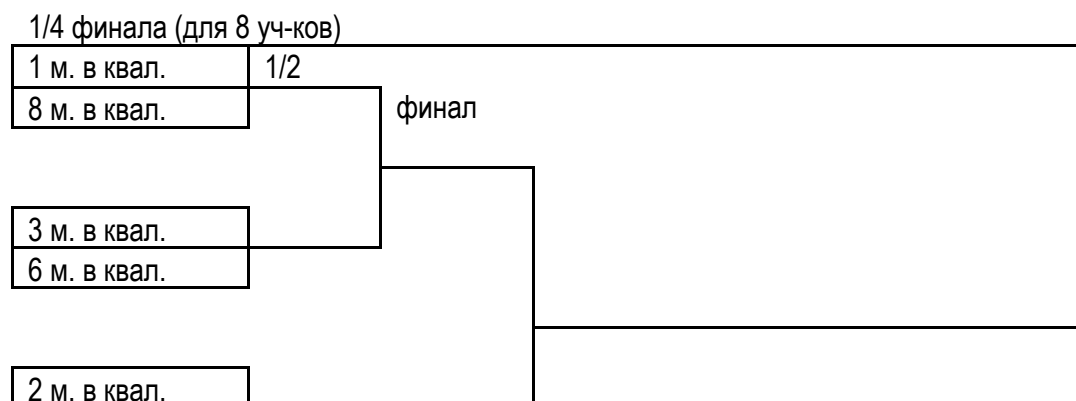 1/4 финала (для 8 уч-ков)
1 м. в квал.
1/2
8 м. в квал.
финал
3 м. в квал.
6 м. в квал.
2 м. в квал.